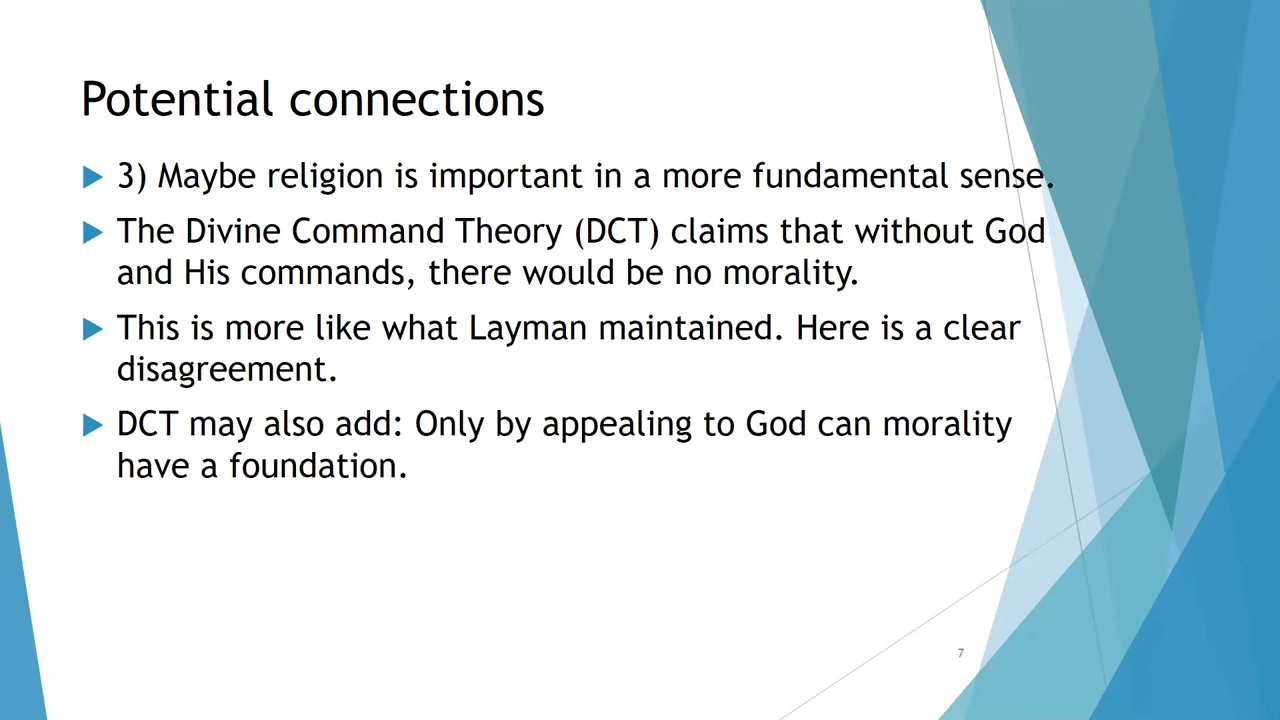 Potential connections
3) Maybe religion is important in a more fundamental sense.
The Divine Command Theory (DCT) claims that without God
and His commands, there would be no morality.
This is more like what Layman maintained. Here is a clear
disagreement.
DCT may also add: Only by appealing to God can morality
have a foundation.
7